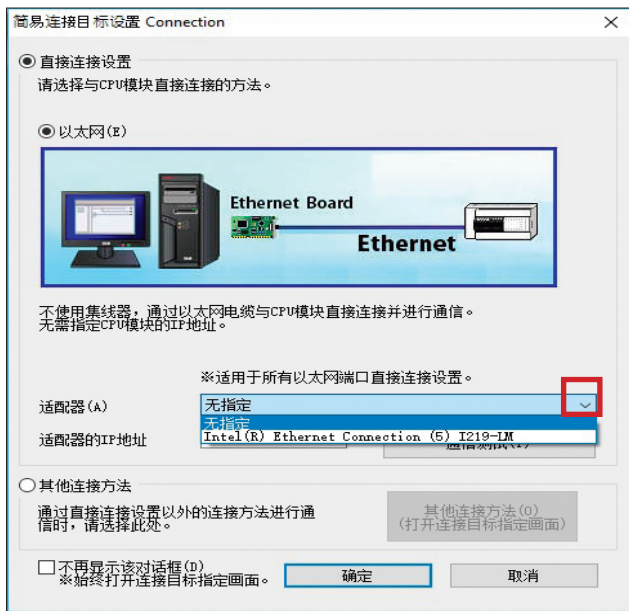 简易连接目标设置 Connection
直接连接设置
请选择与CPU模块直接连接的方法。
以太网(E)
Ethernet Board
Ethernet
不使用集线器，通过以太网电缆与CPU模块直接连接并进行通信。
无需指定CPU模块的IP地址。
※适用于所有以太网端口直接连接设置。
适配器(A)
无指定
无指定
Intel(R) Ethernet Connection (5) I219-LM
适配器的IP地址
通信测试(T)
其他连接方法
通过直接连接设置以外的连接方法进行通
信时，请选择此处。
其他连接方法(O)
(打开连接目标指定画面)
不再显示该对话框(D)
※始终打开连接目标指定画面。
确定
取消